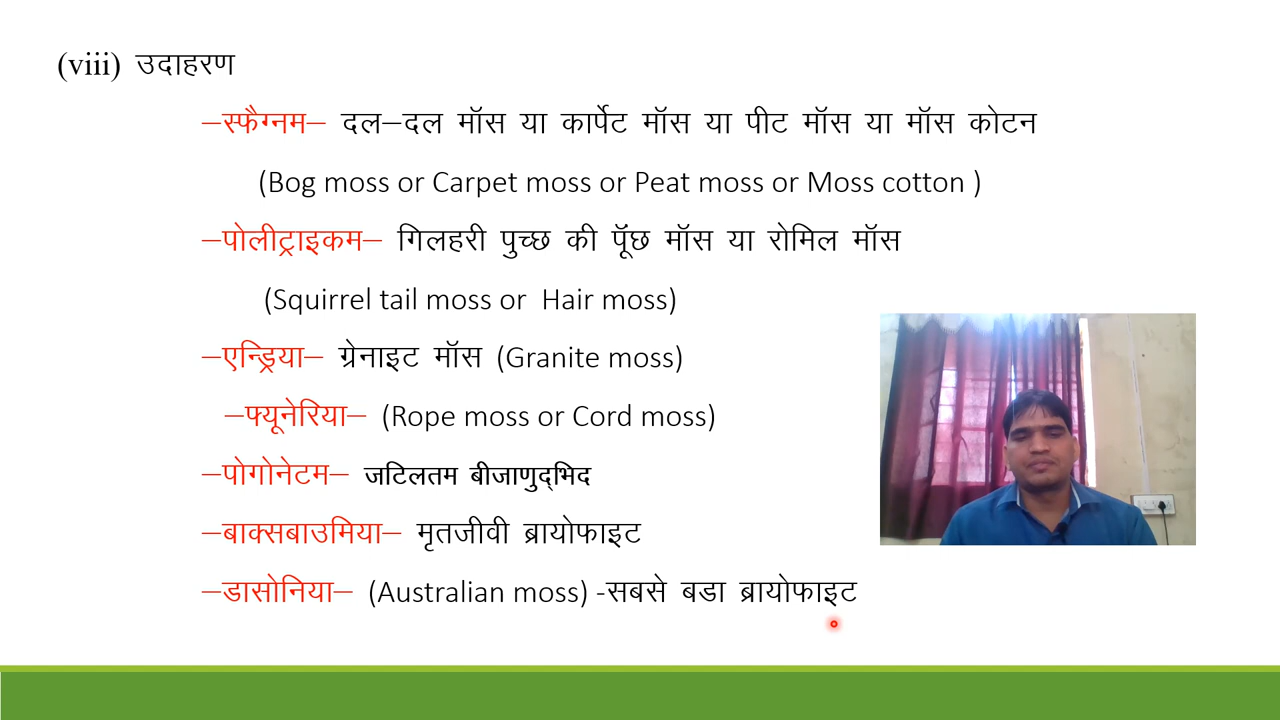 (viii) उदाहरण
–स्फैग्नम– दल–दल मॉस या कार्पेट मॉस या पीट मॉस या मॉस कोटन
(Bog moss or Carpet moss or Peat moss or Moss cotton )
–पोलीट्राइकम– गिलहरी पुच्छ की पूॅछ मॉस या रोमिल मॉस
(Squirrel tail moss or Hair moss)
–एन्ड्रिया– ग्रेनाइट मॉस (Granite moss)
–फ्यूनेरिया– (Rope moss or Cord moss)
–पोगोनेटम– जटिलतम बीजाणुद्भिद
–बाक्सबाउमिया– मृतजीवी ब्रायोफाइट
–डासोनिया– (Australian moss) -सबसे बडा ब्रायोफाइट